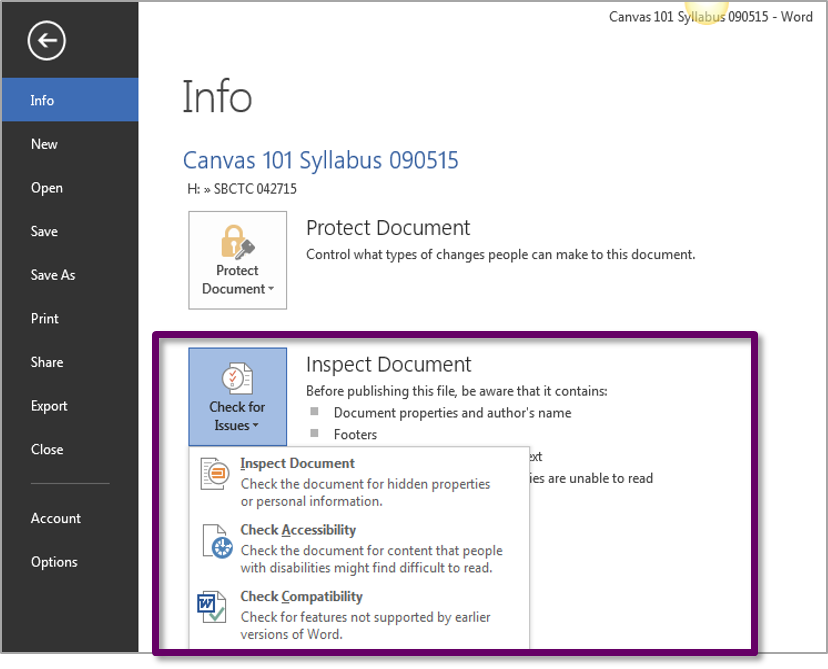 Canvas 101 Syllabus 090515 - Word
Info
New
Open
Save
Save As
Print
Share
Export
Close
Account
Options
Info
Canvas 101 Syllabus 090515
H: » SBCTC 042715
Protect
Document
Protect Document
Control what types of changes people can make to this document.
Check for
Issues
Inspect Document
Before publishing this file, be aware that it contains:
Document properties and author's name
Footers
ies are unable to read
Inspect Document
Check the document for hidden properties
or personal information.
Check Accessibility
Check the document for content that people
with disabilities might find difficult to read.
Check Compatibility
Check for features not supported by earlier
versions of Word.